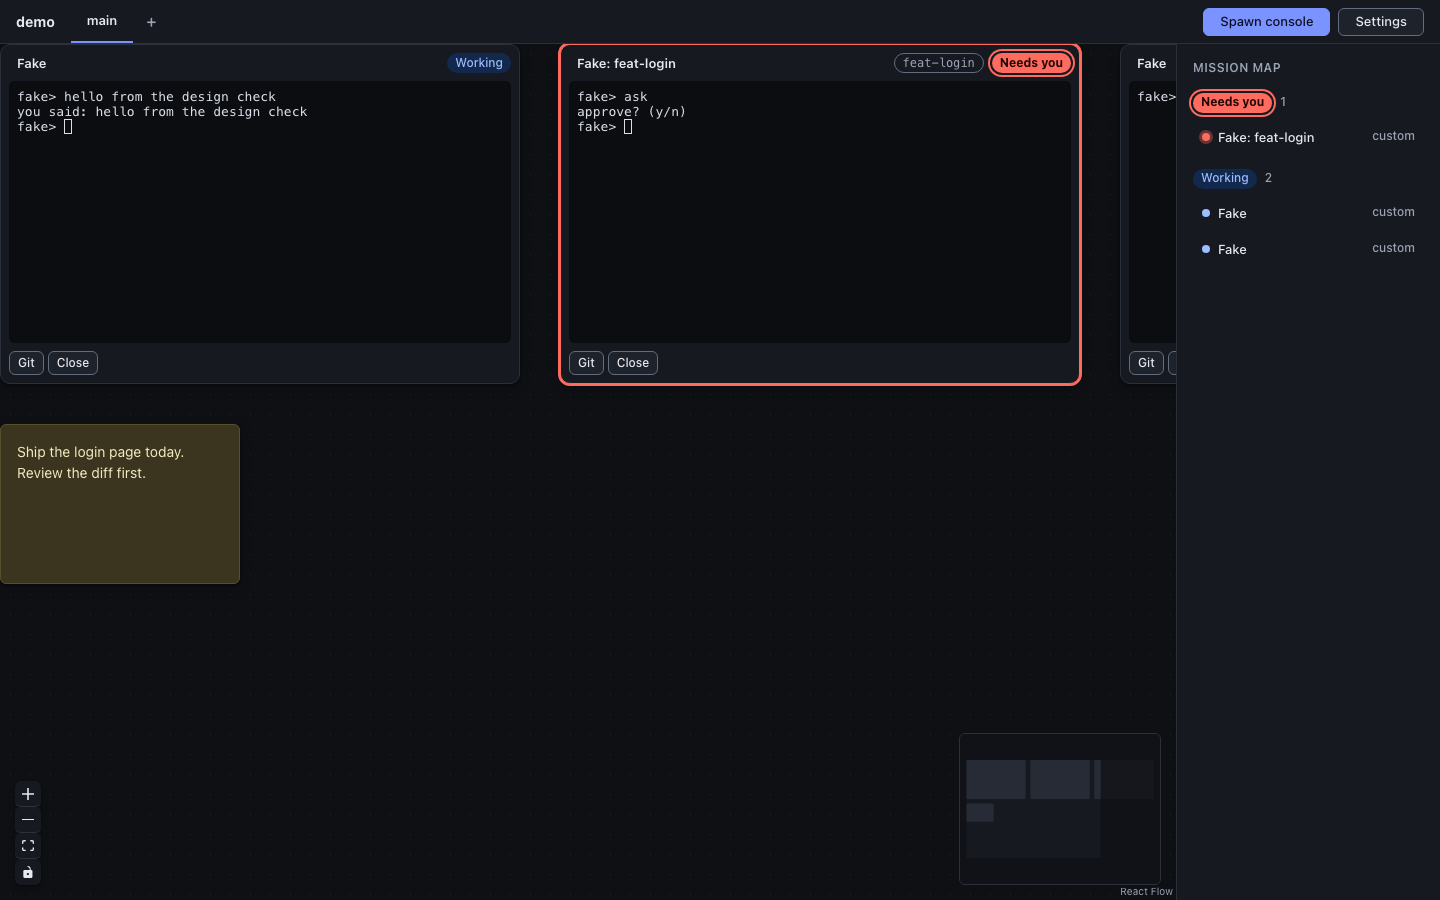 demo
main
+
Spawn console
Settings
Fake
Working
fake> hello from the design check
you said: hello from the design check
fake>
Git
Close
Fake: feat-login
feat-login
Needs you
fake> ask
approve? (y/n)
fake>
Git
Close
Fake
fake>
Git
MISSION MAP
Needs you 1
Fake: feat-login custom
Working 2
Fake custom
Fake custom
Ship the login page today.
Review the diff first.
React Flow